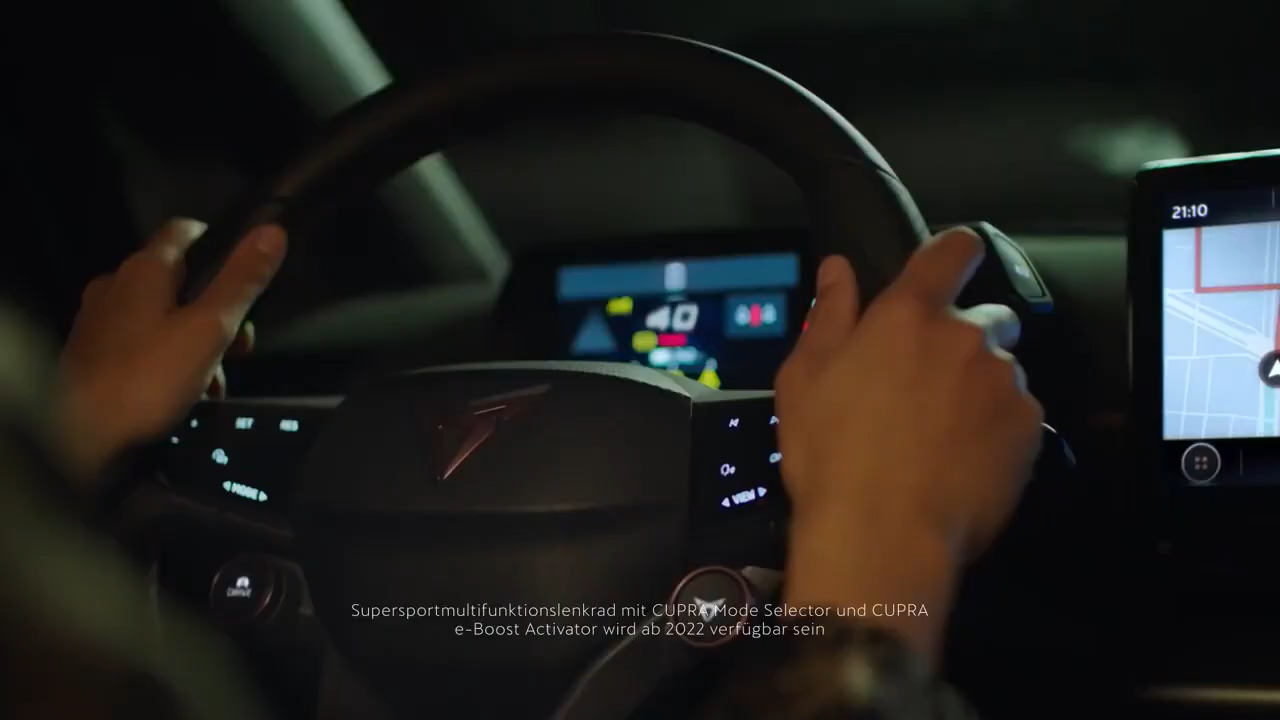 21:10
40
SET RES
MODE
VIEW
Supersportmultifunktionslenkrad mit CUPRA Mode Selector und CUPRA
e-Boost Activator wird ab 2022 verfügbar sein